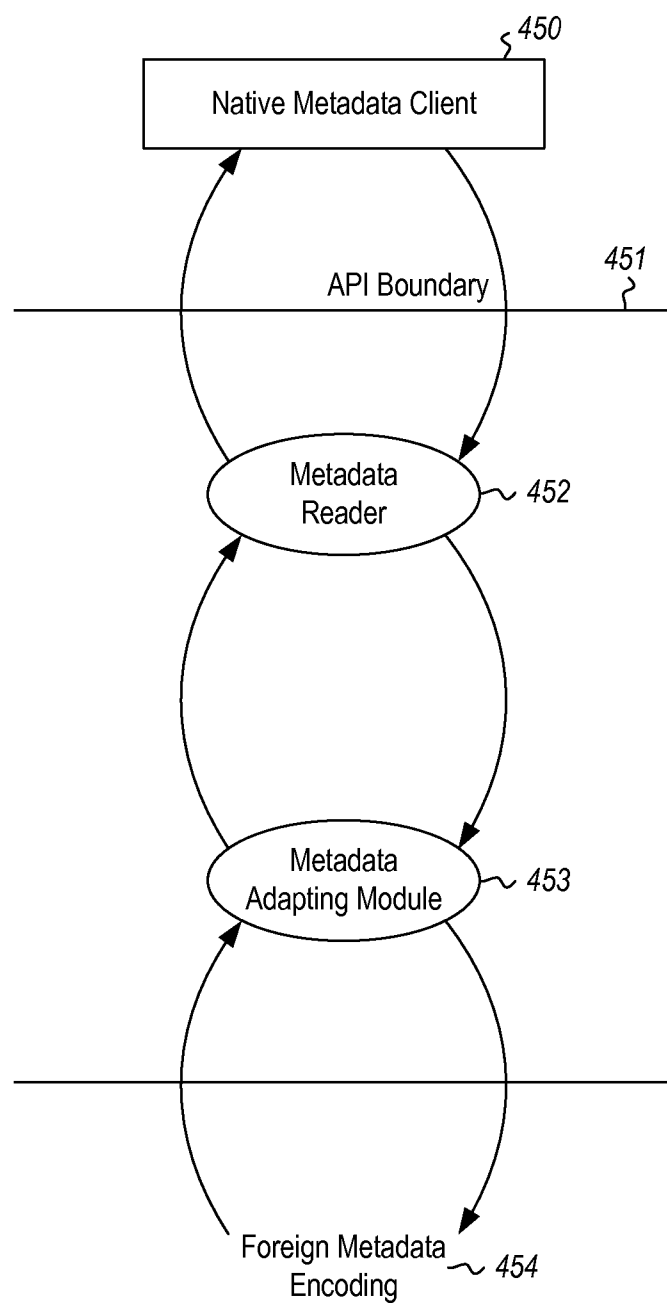 450
Native Metadata Client
451
API Boundary
Metadata
Reader
452
Metadata
Adapting Module
453
Foreign Metadata
Encoding
454